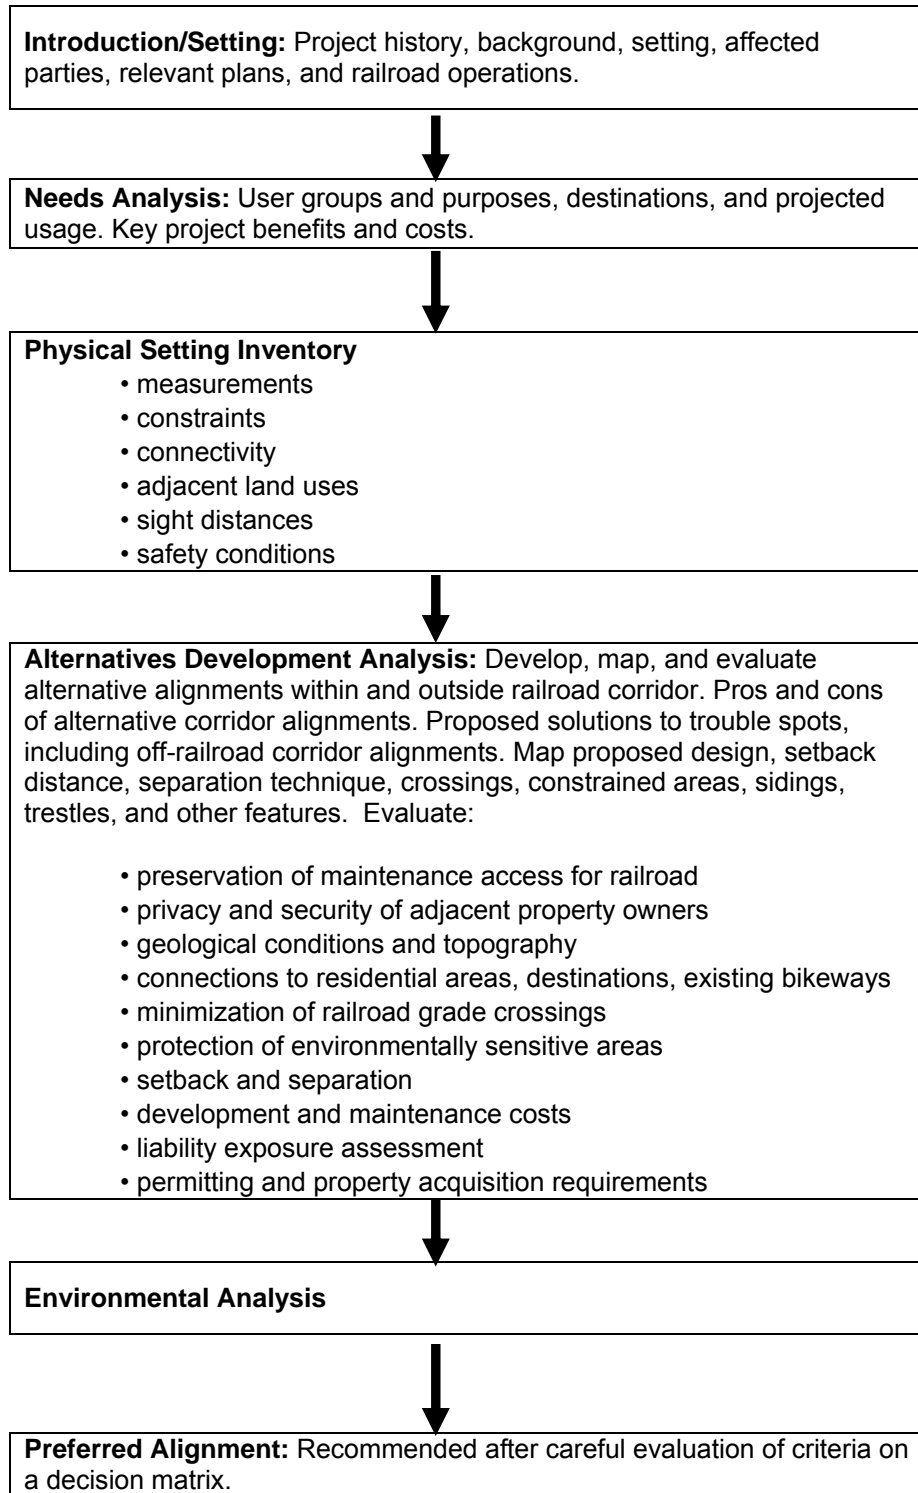 Introduction/Setting: Project history, background, setting, affected
parties, relevant plans, and railroad operations.
Needs Analysis: User groups and purposes, destinations, and projected
usage. Key project benefits and costs.
Physical Setting Inventory
• measurements
• constraints
• connectivity
• adjacent land uses
• sight distances
• safety conditions
Alternatives Development Analysis: Develop, map, and evaluate
alternative alignments within and outside railroad corridor. Pros and cons
of alternative corridor alignments. Proposed solutions to trouble spots,
including off-railroad corridor alignments. Map proposed design, setback
distance, separation technique, crossings, constrained areas, sidings,
trestles, and other features.  Evaluate:
• preservation of maintenance access for railroad
• privacy and security of adjacent property owners
• geological conditions and topography
• connections to residential areas, destinations, existing bikeways
• minimization of railroad grade crossings
• protection of environmentally sensitive areas
• setback and separation
• development and maintenance costs
• liability exposure assessment
• permitting and property acquisition requirements
Environmental Analysis
Preferred Alignment: Recommended after careful evaluation of criteria on
a decision matrix.